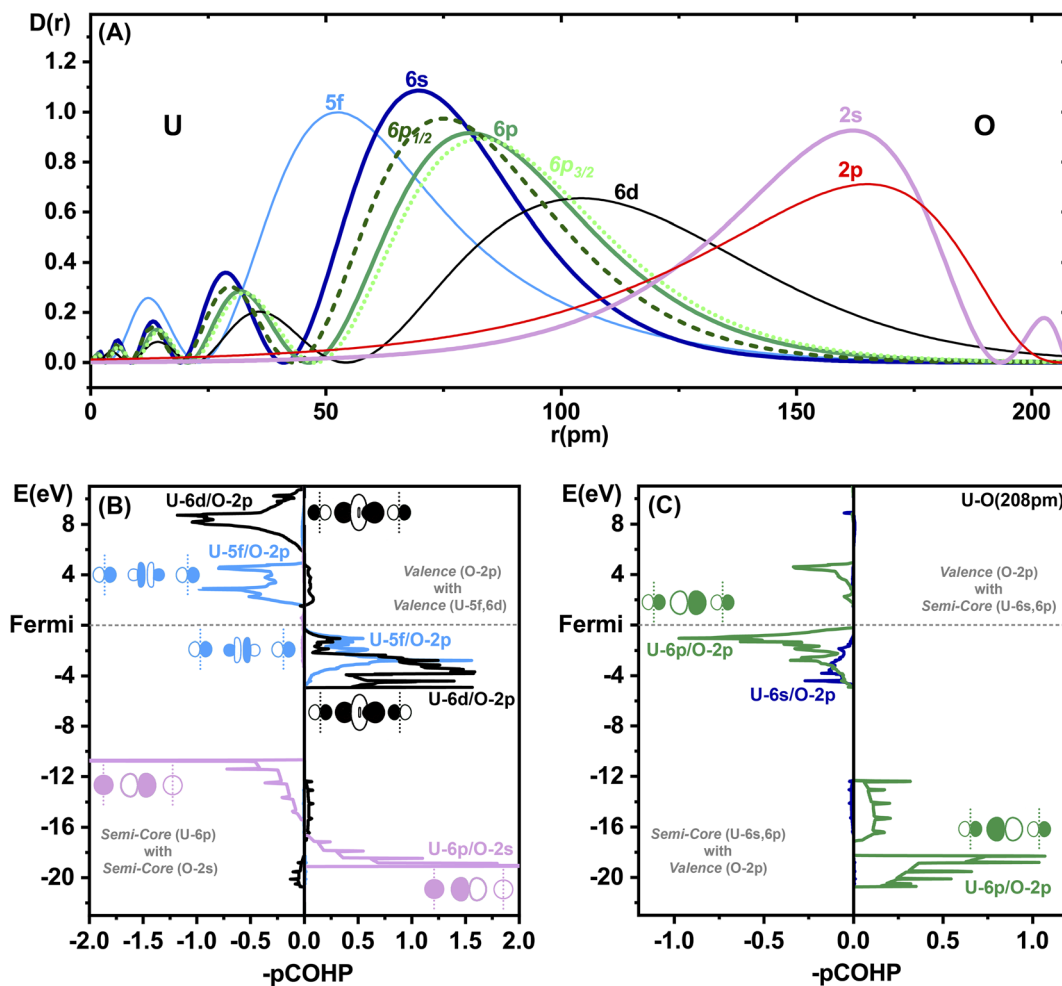 D(r)
(A)
1.2
1.0
0.8
0.6
0.4
0.2
0.0
U
5f
6s
6p1/2
6p
6p3/2
6d
2s
2p
O
0
50
100
150
200
r(pm)
E(eV)
(B)
U-6d/O-2p
8
4
Fermi
-4
-8
-12
-16
-20
U-5f/O-2p
Valence (O-2p)
with
Valence (U-5f,6d)
U-5f/O-2p
U-6d/O-2p
Semi-Core (U-6p)
with
Semi-Core (O-2s)
U-6p/O-2s
-2.0
-1.5
-1.0
-0.5
0.0
0.5
1.0
1.5
2.0
-pCOHP
E(eV)
(C)
U-O(208pm)
8
4
Fermi
-4
-8
-12
-16
-20
Valence (O-2p)
with
Semi-Core (U-6s,6p)
U-6p/O-2p
U-6s/O-2p
Semi-Core (U-6s,6p)
with
Valence (O-2p)
U-6p/O-2p
-1.0
-0.5
0.0
0.5
1.0
-pCOHP